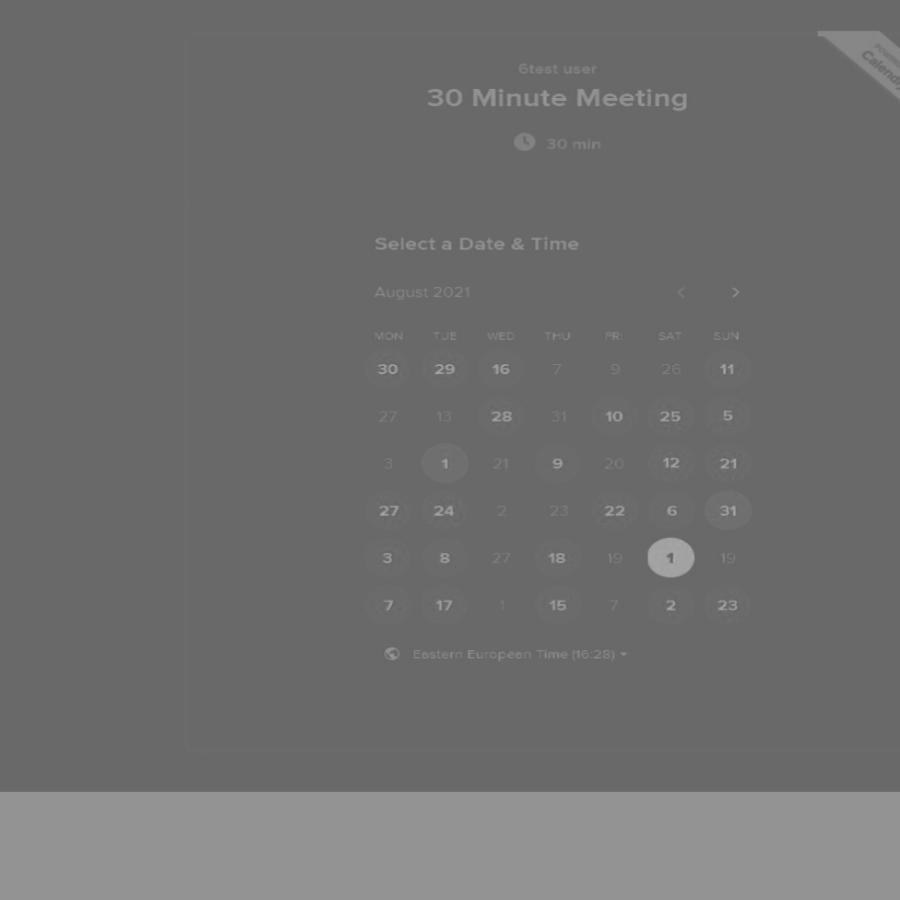 POWERED
Calendly
6test user
30 Minute Meeting
30 min
Select a Date & Time
August 2021
MON TUE WED THU FRI SAT SUN
30 29 16 7 9 26 11
27 13 28 31 10 25 5
3 1 21 9 20 12 21
27 24 2 23 22 6 31
3 8 27 18 19 1 19
7 17 1 15 7 2 23
Eastern European Time (16:28)